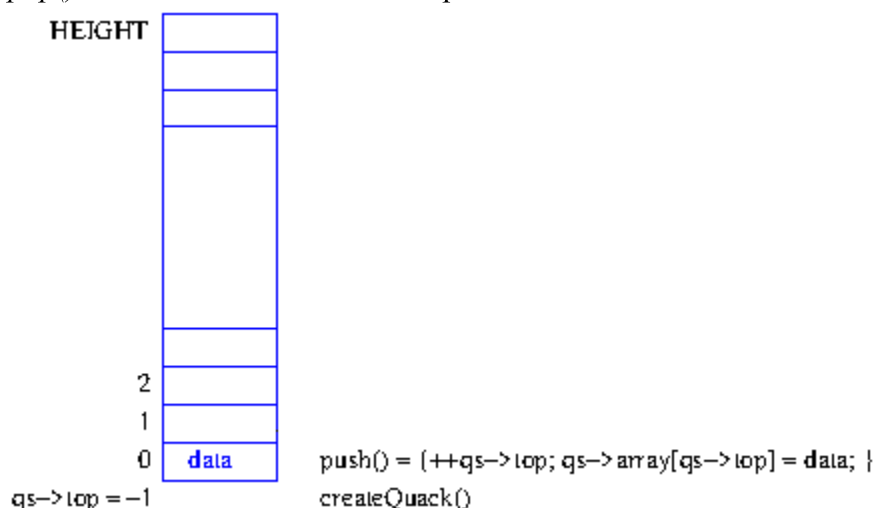 HEIGHT
2
1
0 data push() = {++qs->top; qs->array[qs->top] = data; }
qs->top = -1 createQuack()